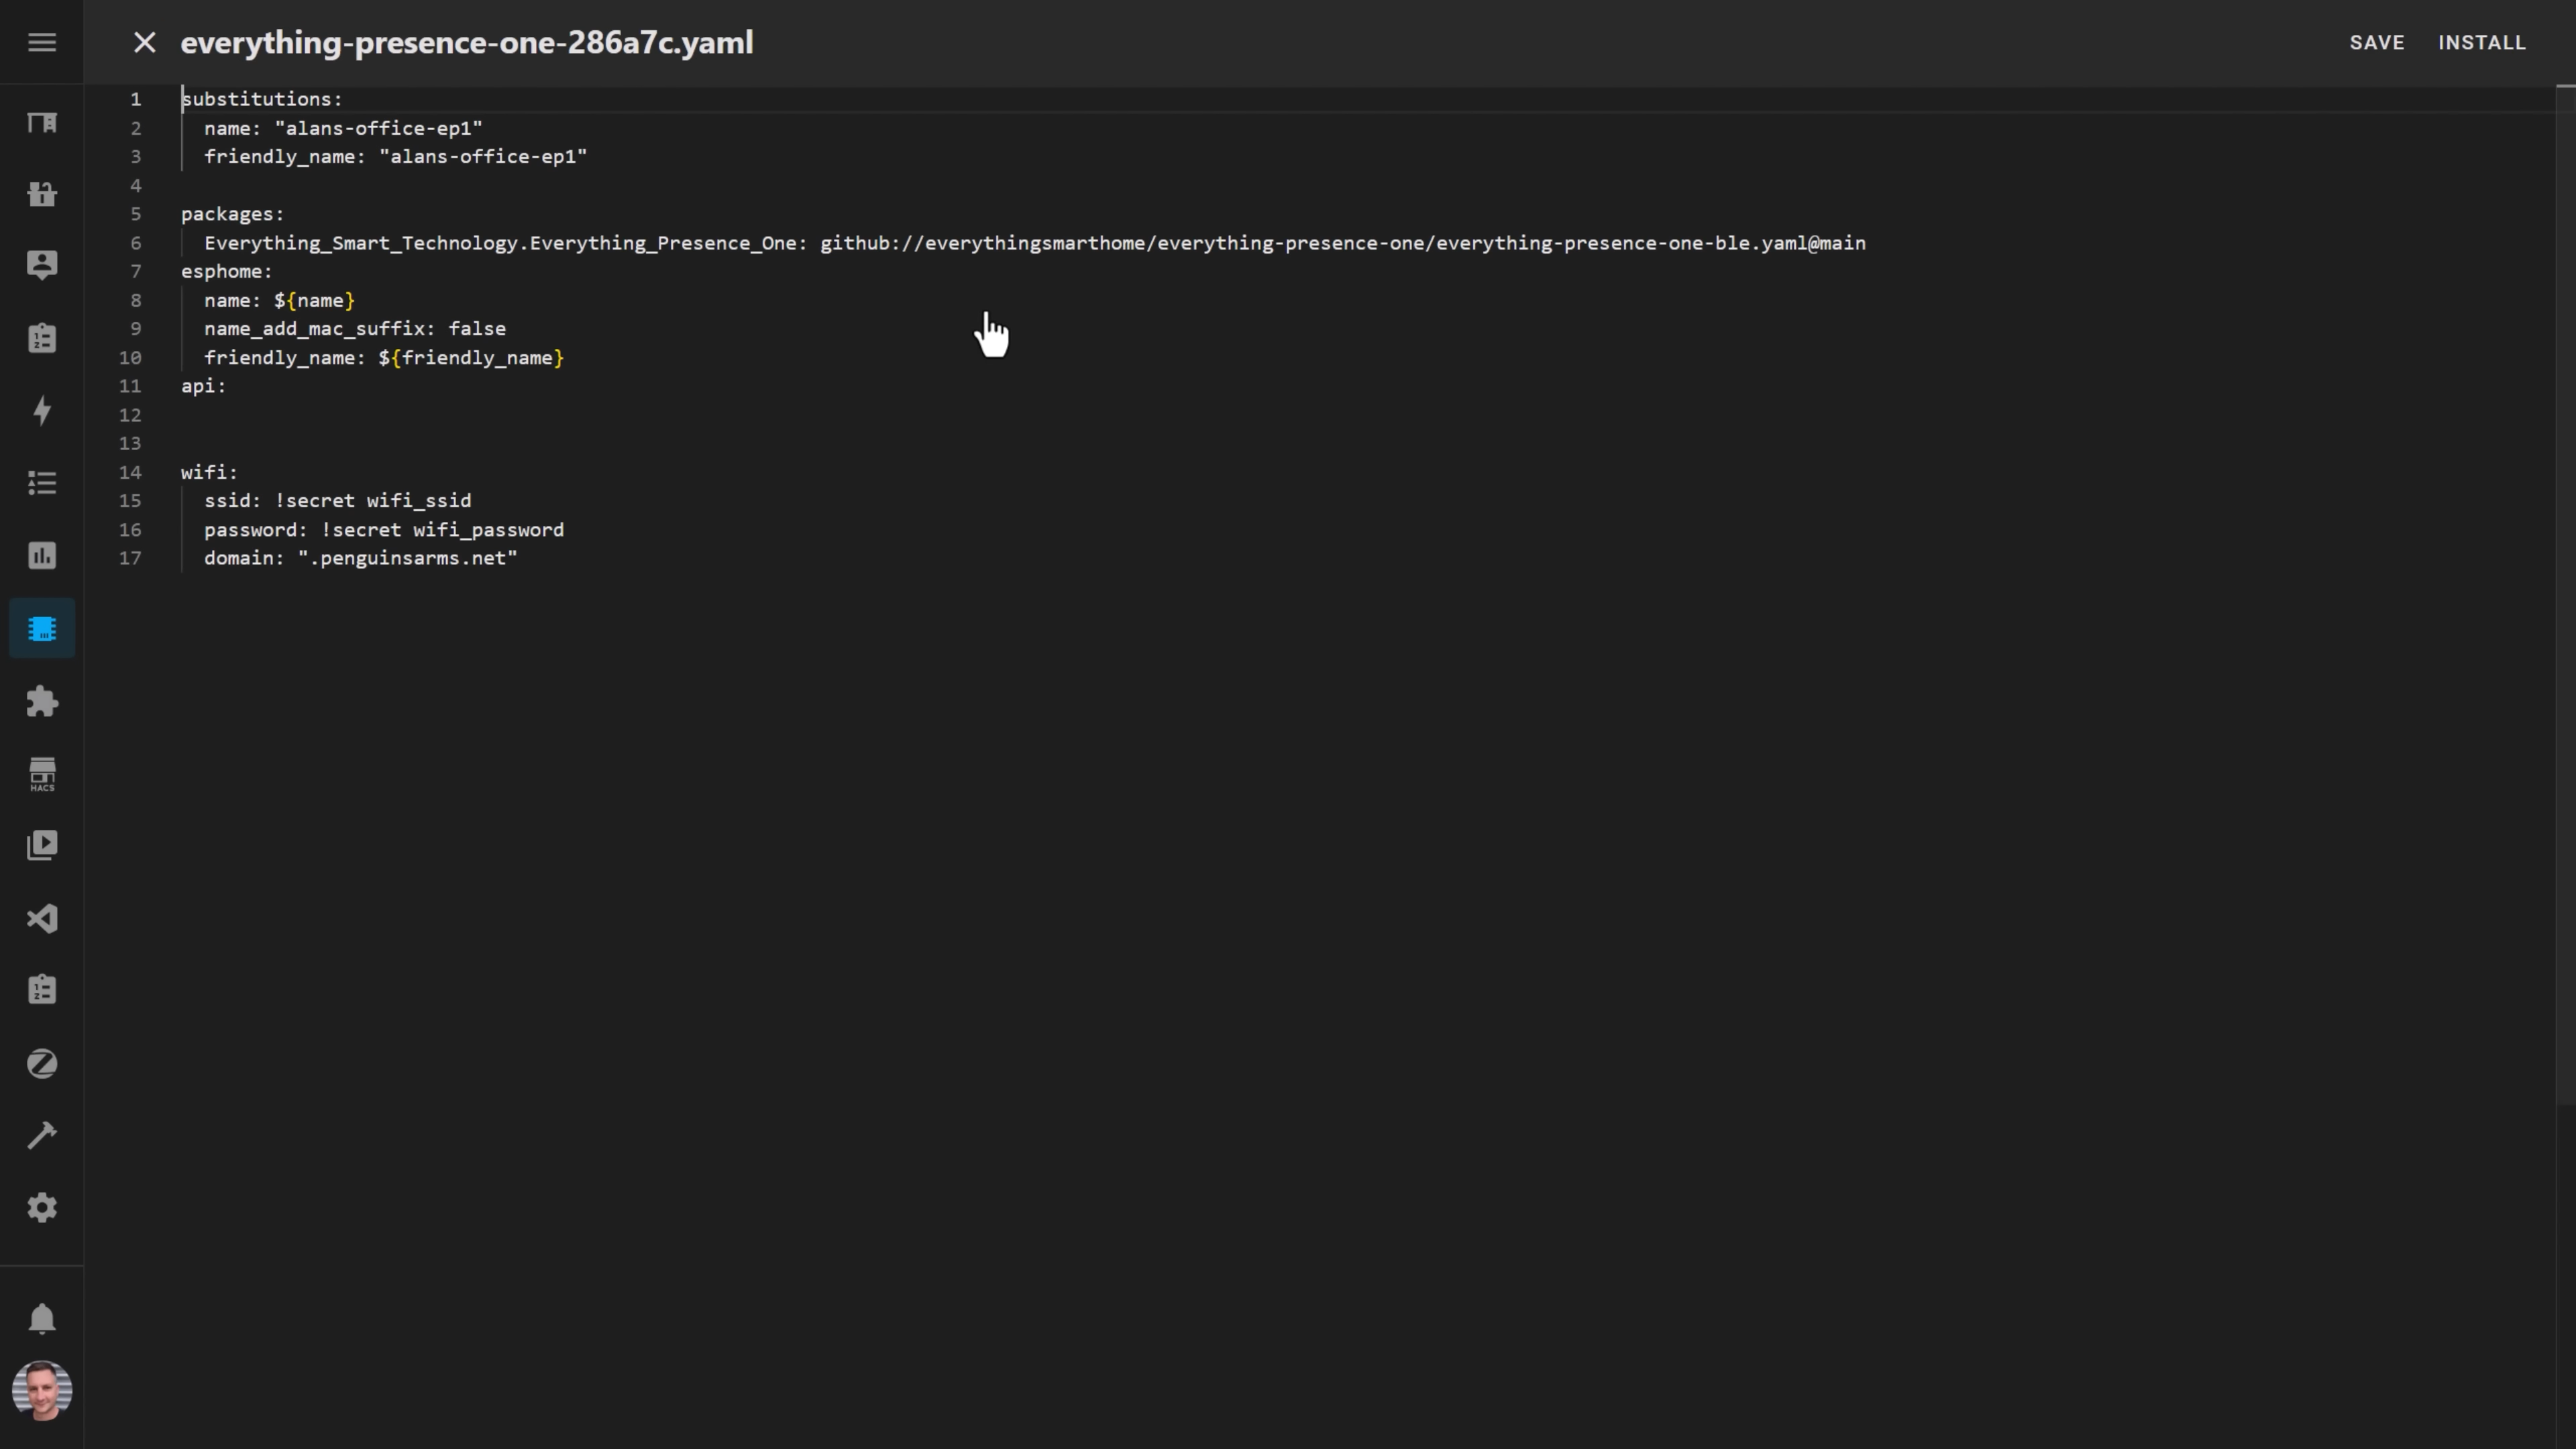 everything-presence-one-286a7c.yaml
SAVE INSTALL
1 substitutions:
2 name: "alans-office-ep1"
3 friendly_name: "alans-office-ep1"
4
5 packages:
6 Everything_Smart_Technology.Everything_Presence_One: github://everythingsmarthome/everything-presence-one/everything-presence-one-ble.yaml@main
7 esphome:
8 name: ${name}
9 name_add_mac_suffix: false
10 friendly_name: ${friendly_name}
11 api:
12
13
14 wifi:
15 ssid: !secret wifi_ssid
16 password: !secret wifi_password
17 domain: ".penguinsarms.net"
HACS